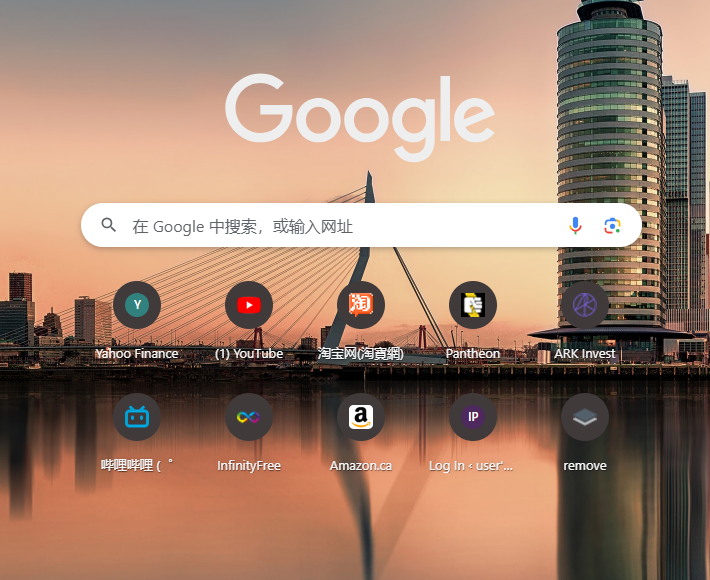 Google
在 Google 中搜索，或输入网址
Y
淘
Yahoo Finance
(1) YouTube
淘宝网(淘寶網)
Pantheon
ARK Invest
a
IP
哔哩哔哩 ( ゜
InfinityFree
Amazon.ca
Log In ‹ user'...
remove